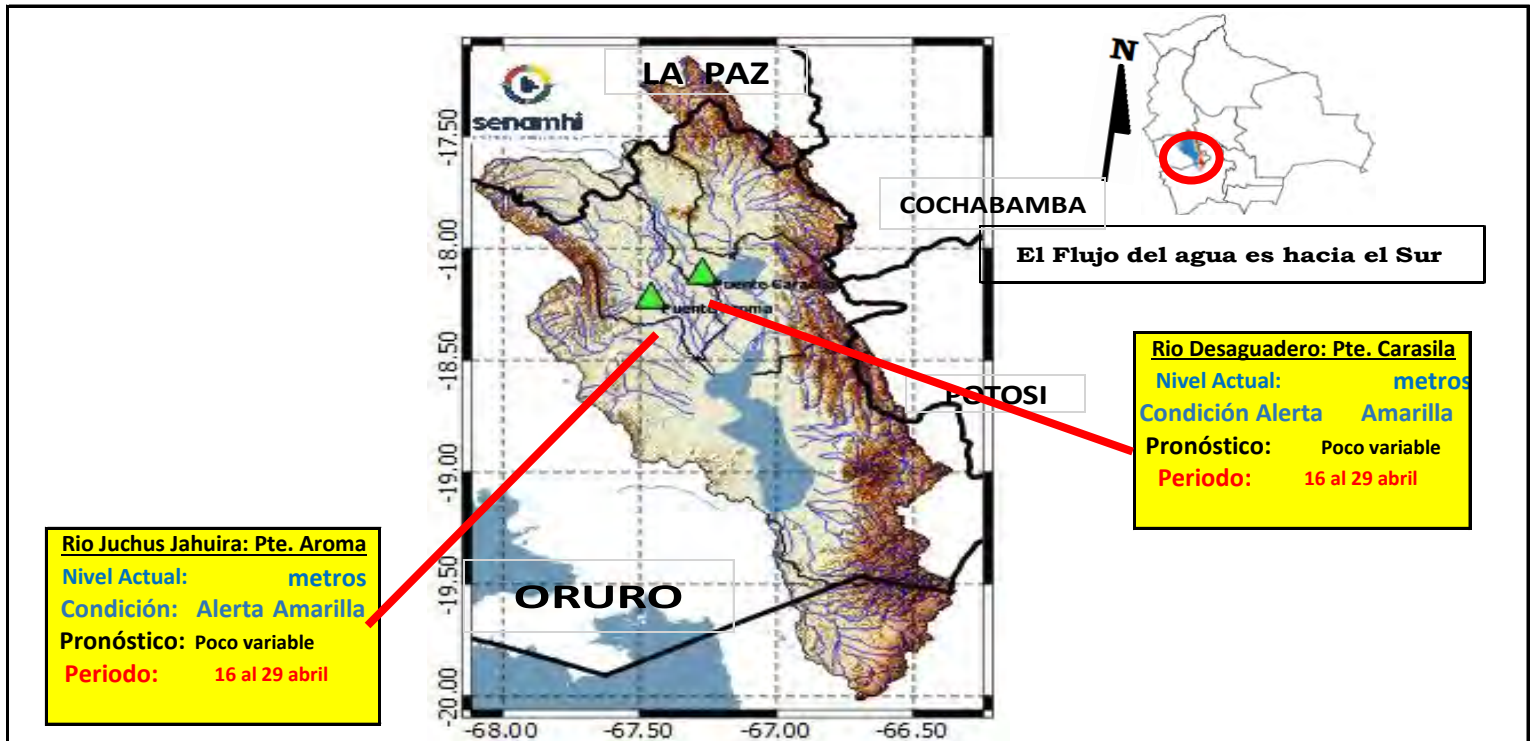 LA PAZ
senamhi
N
COCHABAMBA
El Flujo del agua es hacia el Sur
POTOSI
ORURO
Puente
Puente
Rio Desaguadero: Pte. Carasila
Nivel Actual: metros
Condición Alerta Amarilla
Pronóstico: Poco variable
Periodo: 16 al 29 abril
Rio Juchus Jahuira: Pte. Aroma
Nivel Actual: metros
Condición: Alerta Amarilla
Pronóstico: Poco variable
Periodo: 16 al 29 abril
-17.50
-18.00
-18.50
-19.00
-19.50
-20.00
-68.00 -67.50 -67.00 -66.50